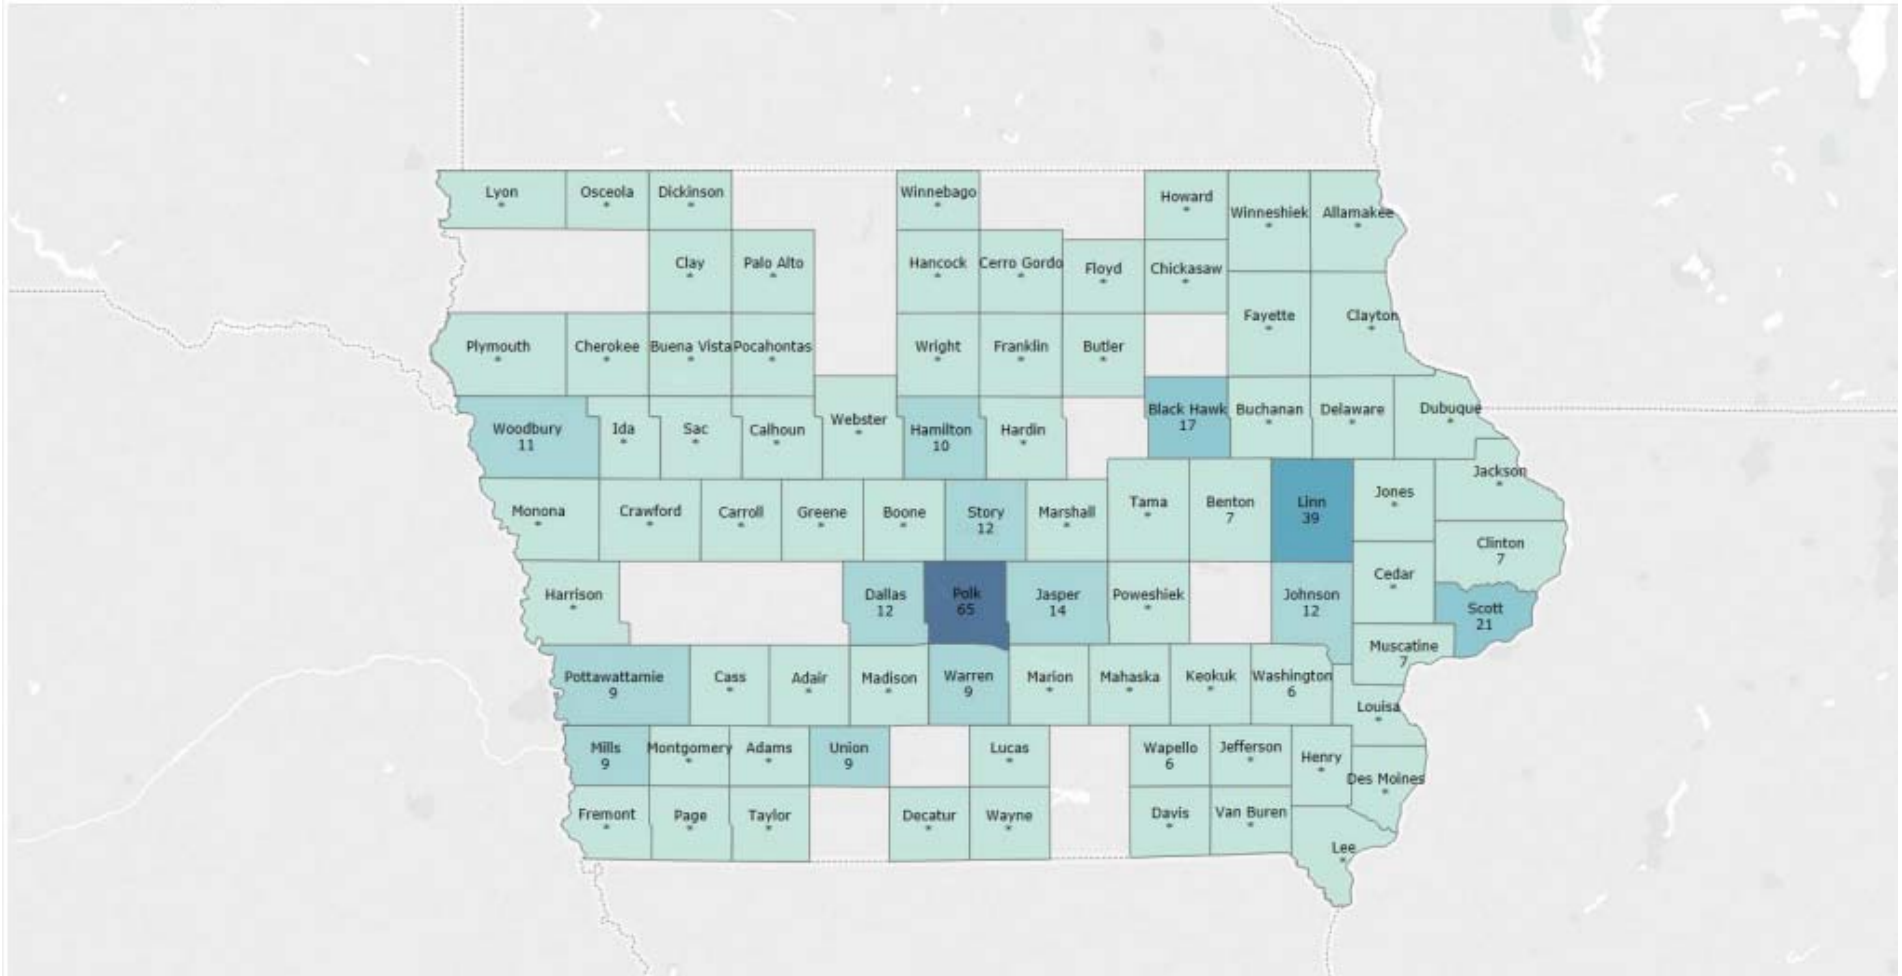 Lyon
*
Osceola
*
Dickinson
*
Winnebago
*
Howard
*
Winneshiek
*
Allamakee
*
Clay
*
Palo Alto
*
Hancock
*
Cerro Gordo
*
Floyd
*
Chickasaw
*
Fayette
*
Clayton
*
Plymouth
*
Cherokee
*
Buena Vista
*
Pocahontas
*
Wright
*
Franklin
*
Butler
*
Woodbury
11
Ida
*
Sac
*
Calhoun
*
Webster
*
Hamilton
10
Hardin
*
Black Hawk
17
Buchanan
*
Delaware
*
Dubuque
*
Jackson
*
Monona
*
Crawford
*
Carroll
*
Greene
*
Boone
*
Story
12
Marshall
*
Tama
*
Benton
7
Linn
39
Jones
*
Clinton
7
Harrison
*
Dallas
12
Polk
65
Jasper
14
Poweshiek
*
Johnson
12
Cedar
*
Scott
21
Muscatine
7
Pottawattamie
9
Cass
*
Adair
*
Madison
*
Warren
9
Marion
*
Mahaska
*
Keokuk
*
Washington
6
Louisa
*
Mills
9
Montgomery
*
Adams
*
Union
9
Lucas
*
Wapello
6
Jefferson
*
Henry
*
Des Moines
*
Fremont
*
Page
*
Taylor
*
Decatur
*
Wayne
*
Davis
*
Van Buren
*
Lee
*